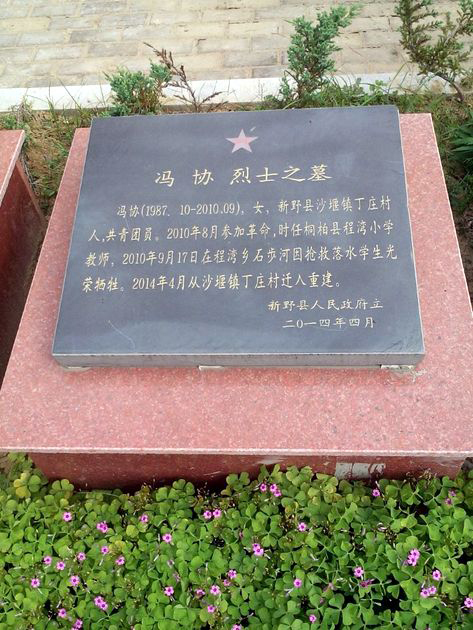 冯 协 烈士之墓
冯协(1987. 10-2010.09), 女, 新野县沙堰镇丁庄村
人,共青团员。2010年8月参加革命,时任桐柏县程湾小学
教师, 2010年9月17日在程湾乡石步河因抢救落水学生光
荣牺牲。2014年4月从沙堰镇丁庄村迁入重建。
新野县人民政府立
二〇一四年四月